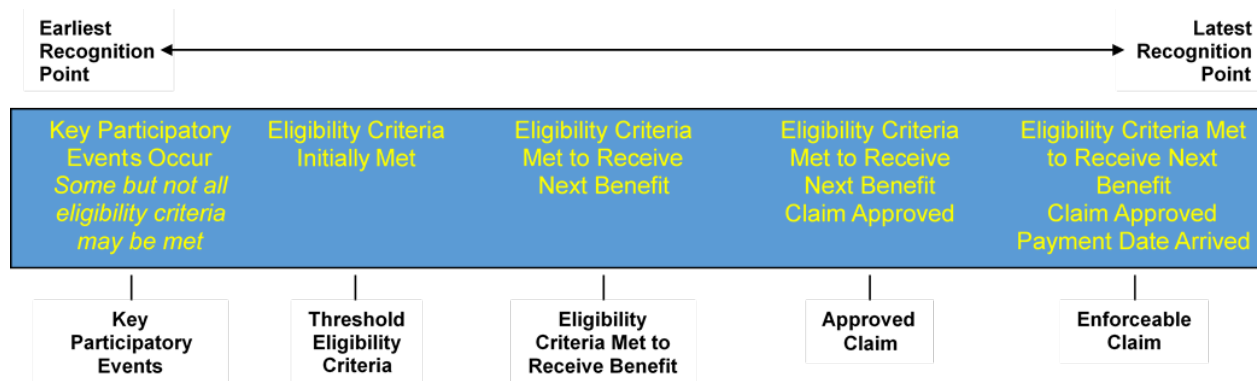 Earliest
Recognition
Point
Latest
Recognition
Point
Key Participatory
Events Occur
Some but not all
eligibility criteria
may be met
Eligibility Criteria
Initially Met
Eligibility Criteria
Met to Receive
Next Benefit
Eligibility Criteria
Met to Receive
Next Benefit
Claim Approved
Eligibility Criteria Met
to Receive Next
Benefit
Claim Approved
Payment Date Arrived
Key
Participatory
Events
Threshold
Eligibility
Criteria
Eligibility
Criteria Met to
Receive Benefit
Approved
Claim
Enforceable
Claim